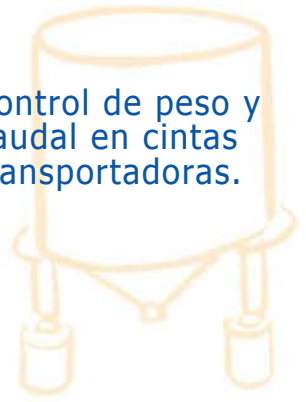 ontrol de peso y
audal en cintas
ansportadoras.